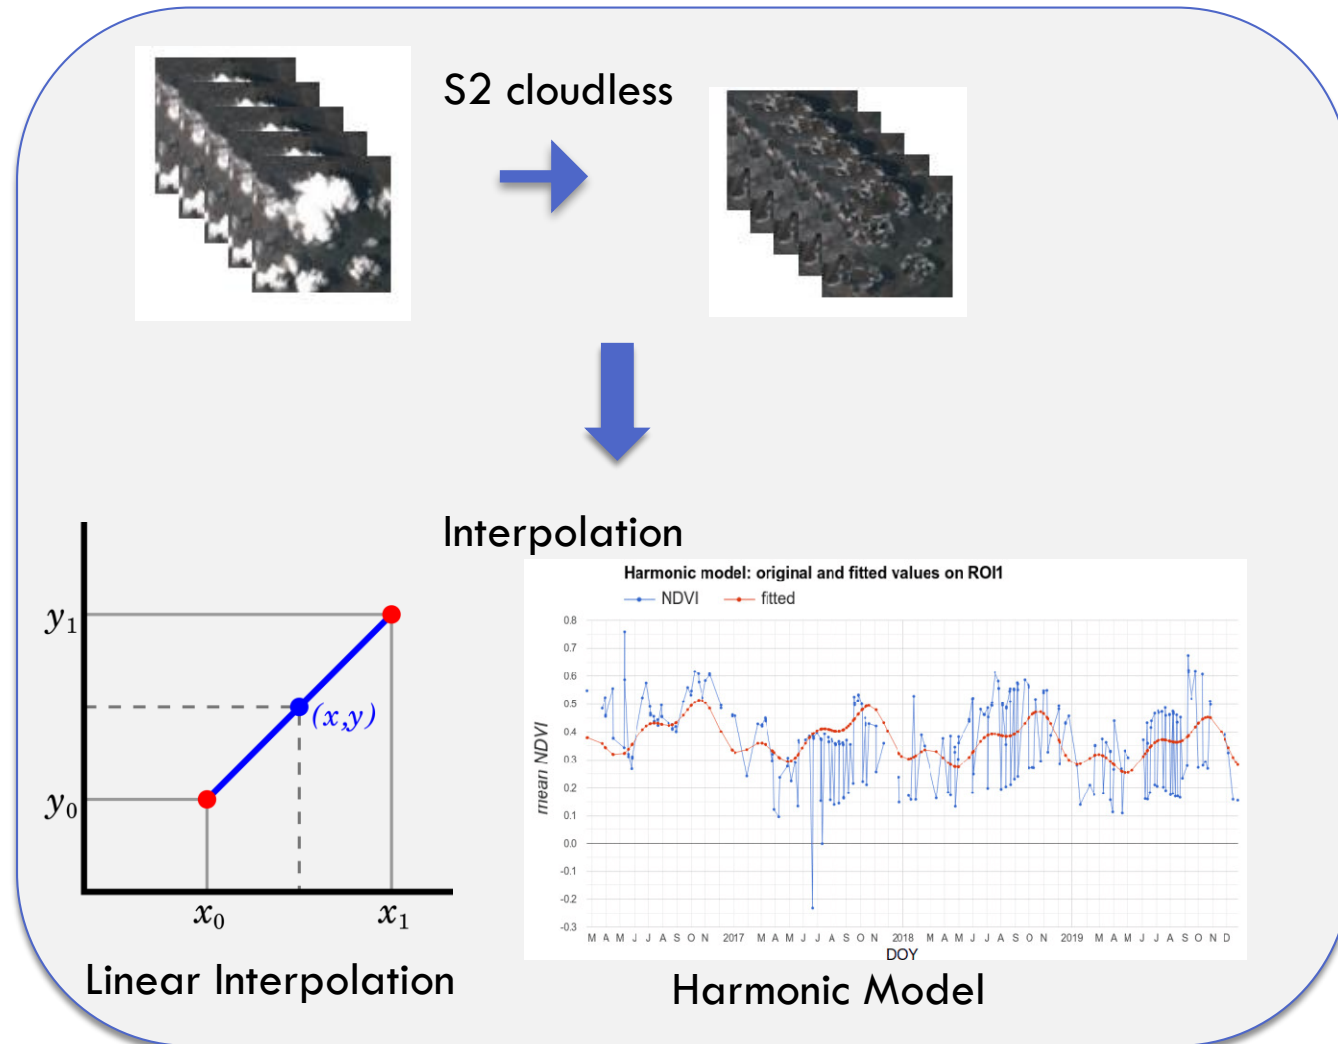 S2 cloudless
Interpolation
y1
(x,y)
y0
x0 x1
Linear Interpolation
Harmonic model: original and fitted values on ROI1
NDVI fitted
0.8
0.7
0.6
0.5
0.4
0.3
0.2
0.1
0.0
-0.1
-0.2
-0.3
mean NDVI
M A M J J A S O N 2017 M A M J J A S O N 2018 M A M J J A S O N 2019 M A M J J A S O N D
DOY
Harmonic Model